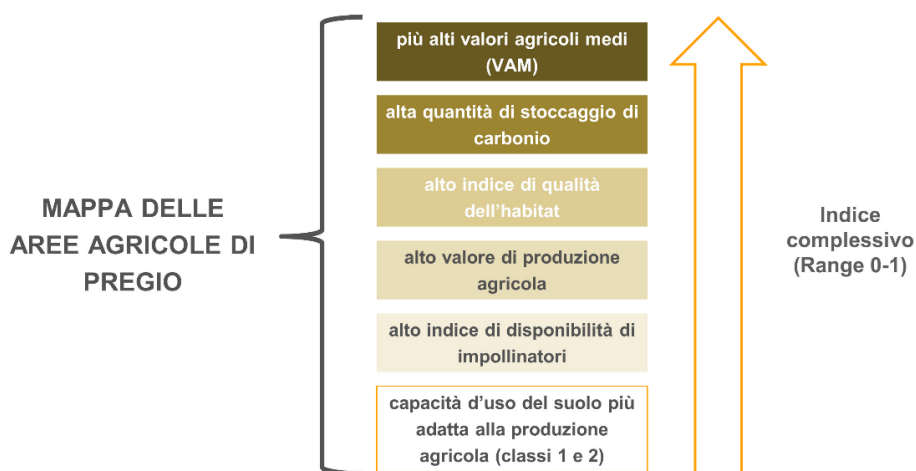 MAPPA DELLE
AREE AGRICOLE DI
PREGIO
più alti valori agricoli medi
(VAM)
alta quantità di stoccaggio di
carbonio
alto indice di qualità
dell'habitat
alto valore di produzione
agricola
alto indice di disponibilità di
impollinatori
capacità d'uso del suolo più
adatta alla produzione
agricola (classi 1 e 2)
Indice
complessivo
(Range 0-1)